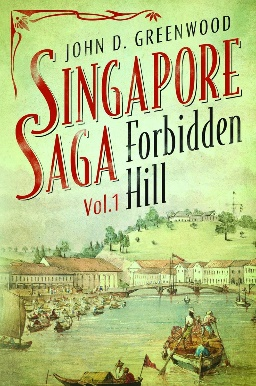 JOHN D. GREENWOOD
SINGAPORE
SAGA Forbidden
Vol.1 Hill